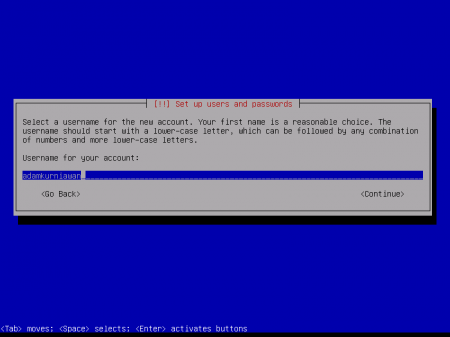 [!!] Set up users and passwords
Select a username for the new account. Your first name is a reasonable choice. The
username should start with a lower-case letter, which can be followed by any combination
of numbers and more lower-case letters.
Username for your account:
adamkurniawan
<Go Back> <Continue>
<Tab> moves; <Space> selects; <Enter> activates buttons